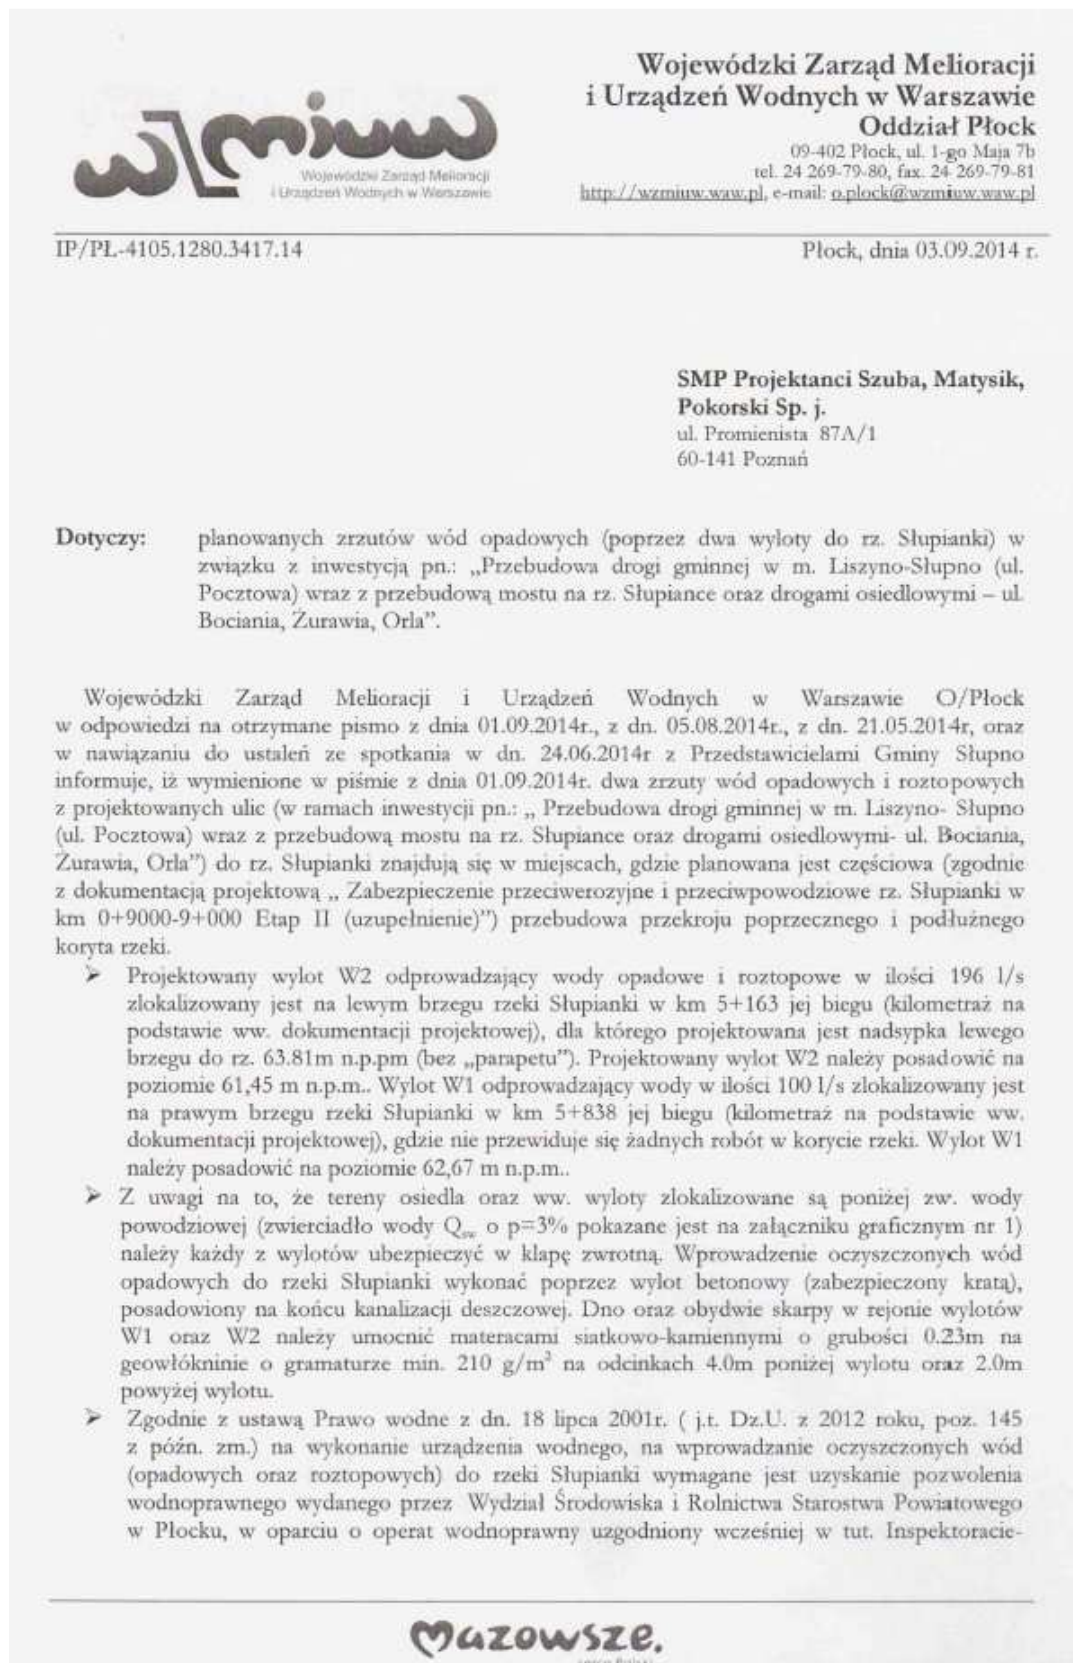 Wojewódzki Zarząd Melioracji
i Urządzeń Wodnych w Warszawie
Oddział Płock
09-402 Płock, ul. 1-go Maja 7b
tel. 24 269-79-80, fax. 24 269-79-81
http://wzmiuw.waw.pl, e-mail: o.plock@wzmiuw.waw.pl
wzmiuw
Wojewódzki Zarząd Melioracji
i Urządzeń Wodnych w Warszawie
IP/PŁ-4105.1280.3417.14
Płock, dnia 03.09.2014 r.
SMP Projektanci Szuba, Matysik,
Pokorski Sp. j.
ul. Promienista 87A/1
60-141 Poznań
Dotyczy: planowanych zrzutów wód opadowych (poprzez dwa wyloty do rz. Słupianki) w
związku z inwestycją pn.: „Przebudowa drogi gminnej w m. Liszyno-Słupno (ul.
Pocztowa) wraz z przebudową mostu na rz. Słupiance oraz drogami osiedlowymi – ul.
Bociania, Żurawia, Orla”.
Wojewódzki Zarząd Melioracji i Urządzeń Wodnych w Warszawie O/Płock
w odpowiedzi na otrzymane pismo z dnia 01.09.2014r., z dn. 05.08.2014r., z dn. 21.05.2014r, oraz
w nawiązaniu do ustaleń ze spotkania w dn. 24.06.2014r z Przedstawicielami Gminy Słupno
informuje, iż wymienione w piśmie z dnia 01.09.2014r. dwa zrzuty wód opadowych i roztopowych
z projektowanych ulic (w ramach inwestycji pn.: „ Przebudowa drogi gminnej w m. Liszyno- Słupno
(ul. Pocztowa) wraz z przebudową mostu na rz. Słupiance oraz drogami osiedlowymi- ul. Bociania,
Żurawia, Orla”) do rz. Słupianki znajdują się w miejscach, gdzie planowana jest częściowa (zgodnie
z dokumentacją projektową „ Zabezpieczenie przeciwerozyjne i przeciwpowodziowe rz. Słupianki w
km 0+9000-9+000 Etap II (uzupełnienie)”) przebudowa przekroju poprzecznego i podłużnego
koryta rzeki.
➢ Projektowany wylot W2 odprowadzający wody opadowe i roztopowe w ilości 196 l/s
zlokalizowany jest na lewym brzegu rzeki Słupianki w km 5+163 jej biegu (kilometraż na
podstawie ww. dokumentacji projektowej), dla którego projektowana jest nadsypka lewego
brzegu do rz. 63.81m n.p.pm (bez „parapetu”). Projektowany wylot W2 należy posadowić na
poziomie 61,45 m n.p.m.. Wylot W1 odprowadzający wody w ilości 100 l/s zlokalizowany jest
na prawym brzegu rzeki Słupianki w km 5+838 jej biegu (kilometraż na podstawie ww.
dokumentacji projektowej), gdzie nie przewiduje się żadnych robót w korycie rzeki. Wylot W1
należy posadowić na poziomie 62,67 m n.p.m..
➢ Z uwagi na to, że tereny osiedla oraz ww. wyloty zlokalizowane są poniżej zw. wody
powodziowej (zwierciadło wody Qsw o p=3% pokazane jest na załączniku graficznym nr 1)
należy każdy z wylotów ubezpieczyć w klapę zwrotną. Wprowadzenie oczyszczonych wód
opadowych do rzeki Słupianki wykonać poprzez wylot betonowy (zabezpieczony kratą),
posadowiony na końcu kanalizacji deszczowej. Dno oraz obydwie skarpy w rejonie wylotów
W1 oraz W2 należy umocnić materacami siatkowo-kamiennymi o grubości 0.23m na
geowłókninie o gramaturze min. 210 g/m² na odcinkach 4.0m poniżej wylotu oraz 2.0m
powyżej wylotu.
➢ Zgodnie z ustawą Prawo wodne z dn. 18 lipca 2001r. ( j.t. Dz.U. z 2012 roku, poz. 145
z późn. zm.) na wykonanie urządzenia wodnego, na wprowadzanie oczyszczonych wód
(opadowych oraz roztopowych) do rzeki Słupianki wymagane jest uzyskanie pozwolenia
wodnoprawnego wydanego przez Wydział Środowiska i Rolnictwa Starostwa Powiatowego
w Płocku, w oparciu o operat wodnoprawny uzgodniony wcześniej w tut. Inspektoracie-
Mazowsze.